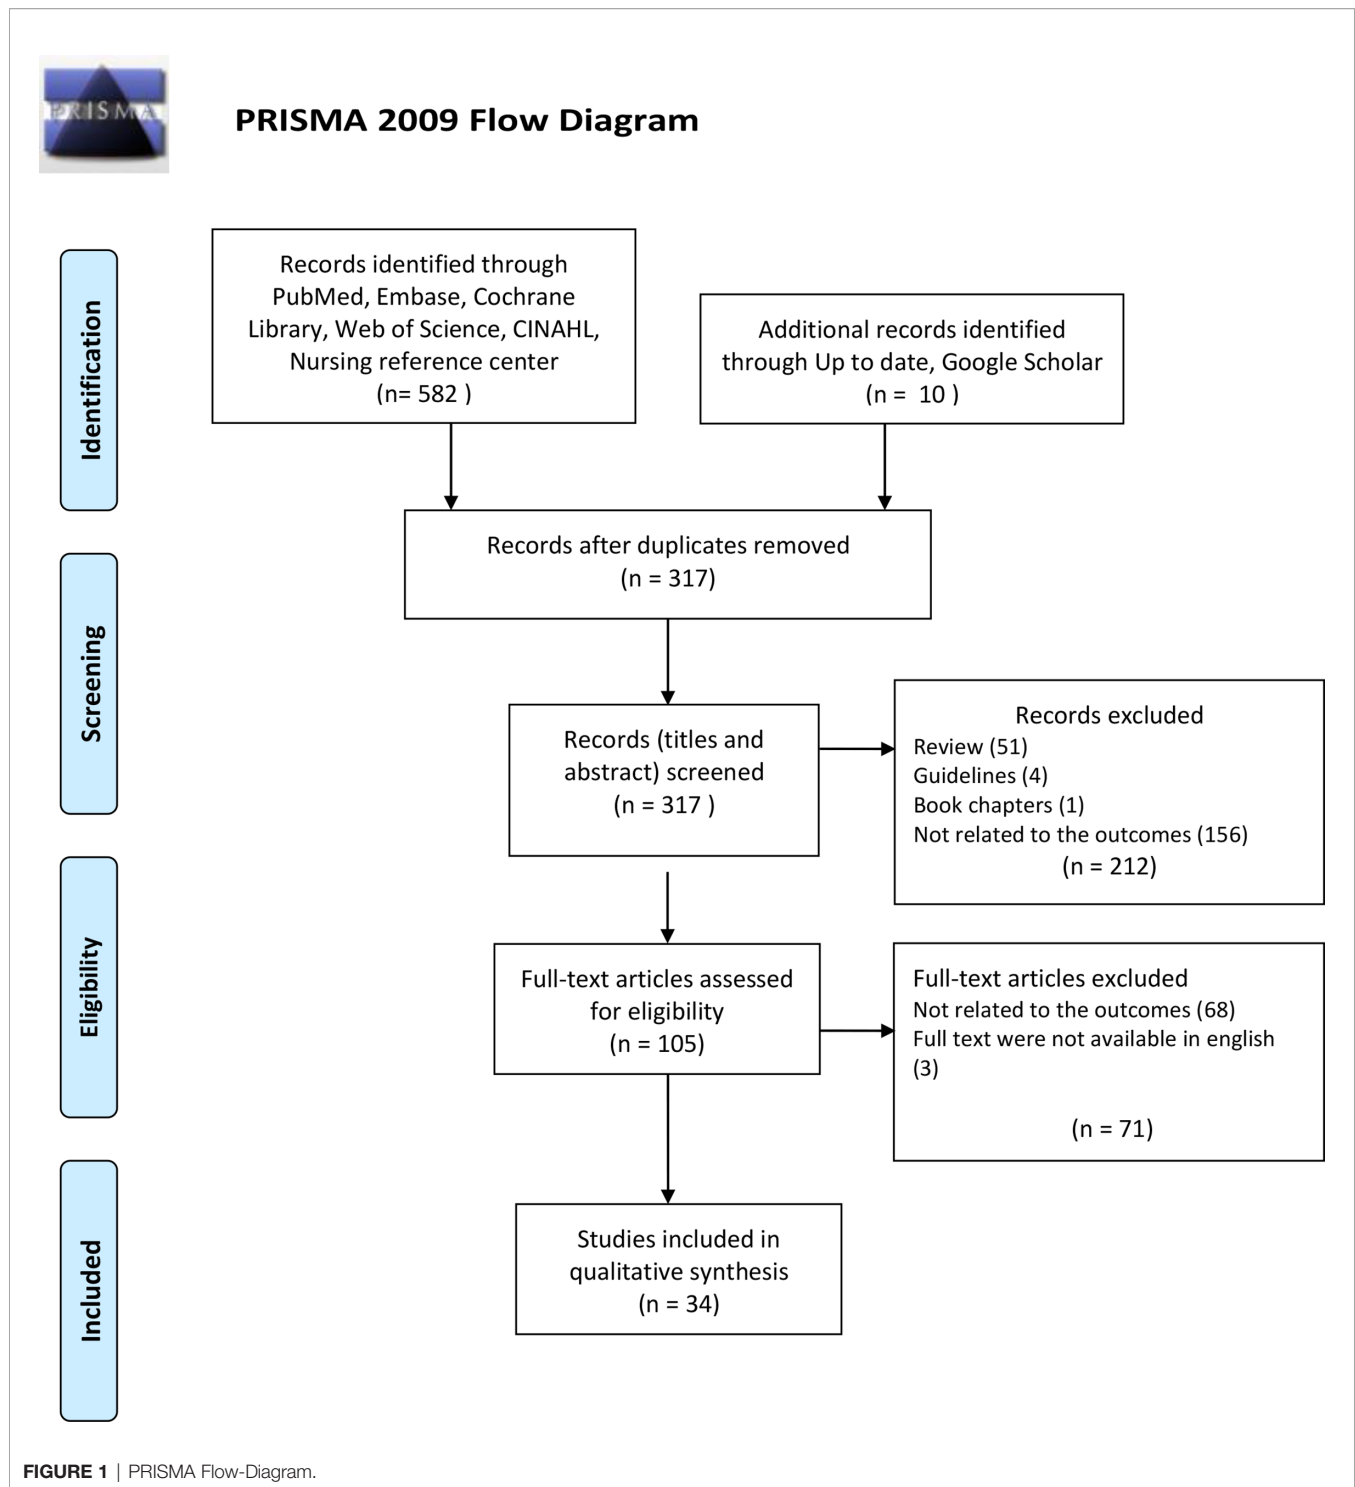 PRISMA
PRISMA 2009 Flow Diagram
Identification
Records identified through
PubMed, Embase, Cochrane
Library, Web of Science, CINAHL,
Nursing reference center
(n= 582 )
Additional records identified
through Up to date, Google Scholar
(n =  10 )
Records after duplicates removed
(n = 317)
Screening
Records (titles and
abstract) screened
(n = 317 )
Records excluded
Review (51)
Guidelines (4)
Book chapters (1)
Not related to the outcomes (156)
(n = 212)
Eligibility
Full-text articles assessed
for eligibility
(n = 105)
Full-text articles excluded
Not related to the outcomes (68)
Full text were not available in english
(3)
(n = 71)
Included
Studies included in
qualitative synthesis
(n = 34)
FIGURE 1 | PRISMA Flow-Diagram.